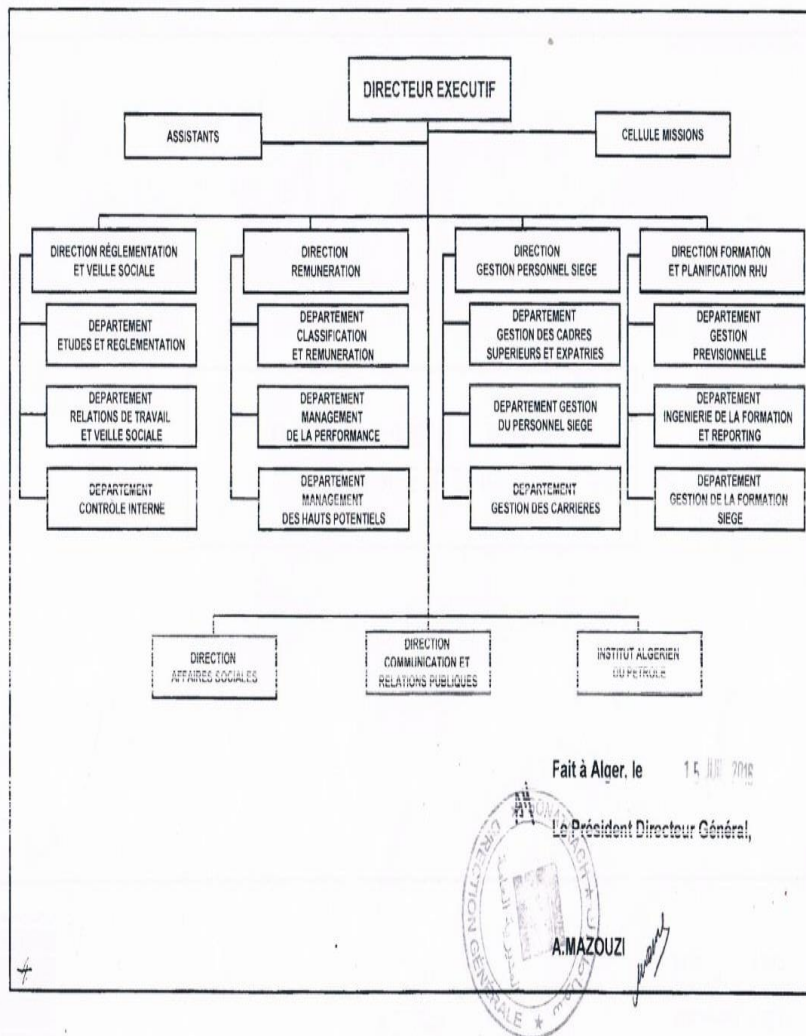 DIRECTEUR EXECUTIF
ASSISTANTS
CELLULE MISSIONS
DIRECTION RÉGLEMENTATION
ET VEILLE SOCIALE
DEPARTEMENT
ETUDES ET REGLEMENTATION
DEPARTEMENT
RELATIONS DE TRAVAIL
ET VEILLE SOCIALE
DEPARTEMENT
CONTROLE INTERNE
DIRECTION
REMUNERATION
DEPARTEMENT
CLASSIFICATION
ET REMUNERATION
DEPARTEMENT
MANAGEMENT
DE LA PERFORMANCE
DEPARTEMENT
MANAGEMENT
DES HAUTS POTENTIELS
DIRECTION
GESTION PERSONNEL SIEGE
DEPARTEMENT
GESTION DES CADRES
SUPERIEURS ET EXPATRIES
DEPARTEMENT GESTION
DU PERSONNEL SIEGE
DEPARTEMENT
GESTION DES CARRIERES
DIRECTION FORMATION
ET PLANIFICATION RHU
DEPARTEMENT
GESTION
PREVISIONNELLE
DEPARTEMENT
INGENIERIE DE LA FORMATION
ET REPORTING
DEPARTEMENT
GESTION DE LA FORMATION
SIEGE
DIRECTION
AFFAIRES SOCIALES
DIRECTION
COMMUNICATION ET
RELATIONS PUBLIQUES
INSTITUT ALGERIEN
DU PETROLE
Fait à Alger, le 15
Le Président Directeur Général,
A.MAZOUZI
SONATRACH
DIRECTION GÉNÉRALE